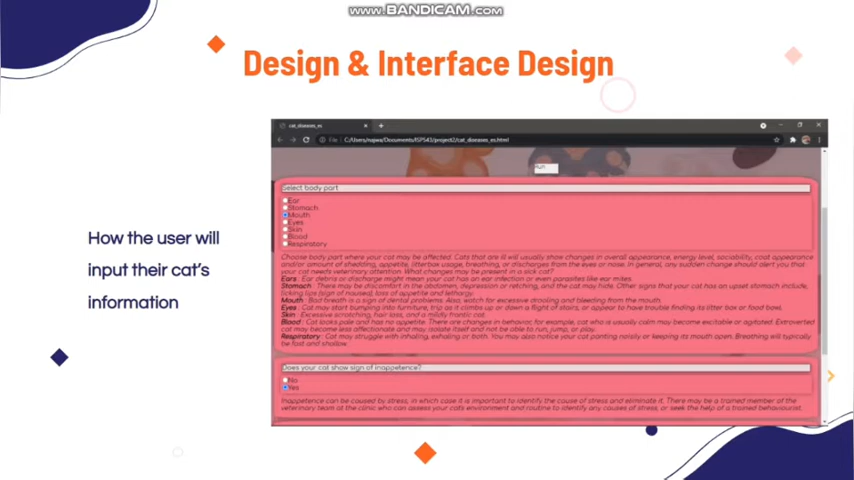 www.BANDICAM.com
Design & Interface Design
How the user will
input their cat's
information
cat_diseases_es
File
C:/Users/najwa/Documents/ISP543/project2/cat_diseases_es.html
Run
Select body part
Ear
Stomach
Mouth
Eyes
Skin
Blood
Respiratory
Choose body part where your cat may be affected. Cats that are ill will usually show changes in overall appearance, energy level, sociability, coat appearance
and/or amount of shedding, appetite, litterbox usage, breathing, or discharges from the eyes or nose. In general, any sudden change should alert you that
your cat needs veterinary attention. What changes may be present in a sick cat?
Ears : Ear debris or discharge might mean your cat has an ear infection or even parasites like ear mites.
Stomach : There may be discomfort in the abdomen, depression or retching, and the cat may hide. Other signs that your cat has an upset stomach include,
licking lips (sign of nausea), loss of appetite and lethargy.
Mouth : Bad breath is a sign of dental problems. Also, watch for excessive drooling and bleeding from the mouth.
Eyes : Cat may start bumping into furniture, trip as it combs up or down a flight of stairs, or appear to have trouble finding its litter box or food bowl.
Skin : Excessive scratching, hair loss, and a mildly frantic cat.
Blood : Cat looks pale and has no appetite. There are changes in behavior, for example, cat who is usually calm may become excitable or agitated. Extroverted
cat may become less affectionate and may isolate itself and not be able to run, jump, or play.
Respiratory : Cat may struggle with inhaling, exhaling or both. You may also notice your cat panting noisily or keeping its mouth open. Breathing will typically
be fast and shallow.
Does your cat show sign of inappetence?
No
Yes
Inappetence can be caused by stress, in which case it is important to identify the cause of stress and eliminate it. There may be a trained member of the
veterinary team at the clinic who can assess your cats environment and routine to identify any causes of stress, or seek the help of a trained behaviourist.